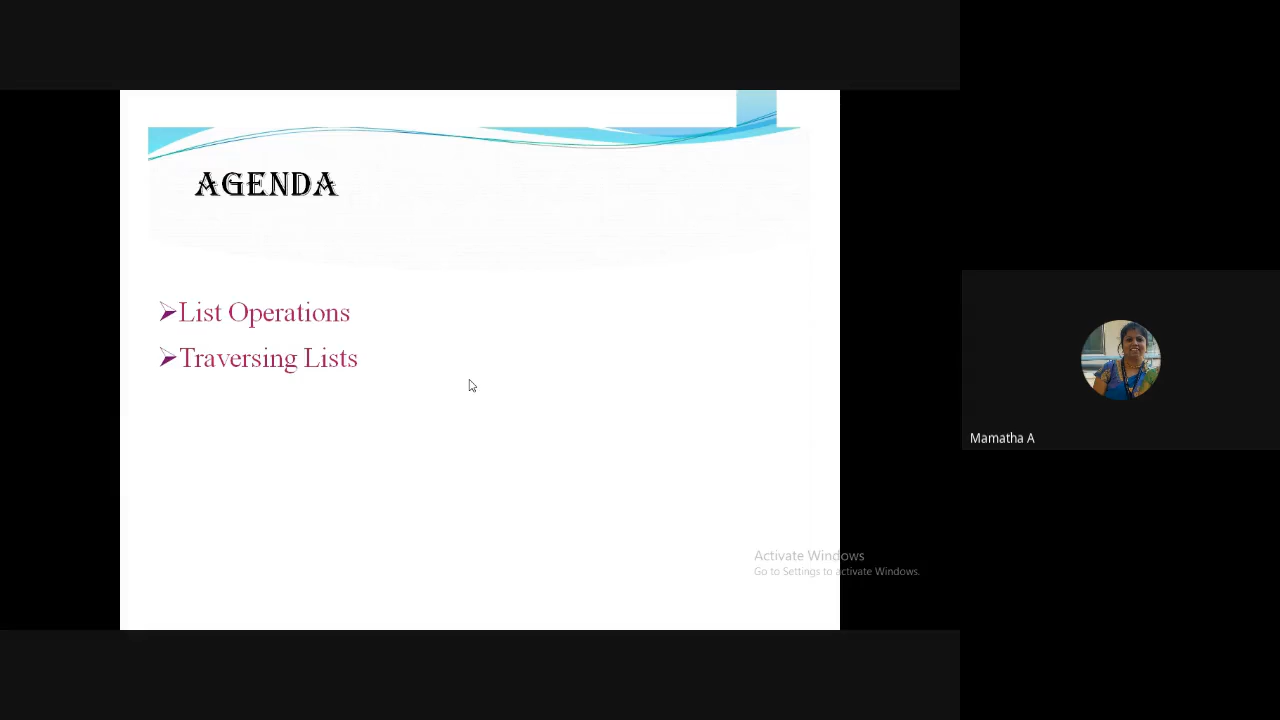 AGENDA
➢List Operations
➢Traversing Lists
Mamatha A
Activate Windows
Go to Settings to activate Windows.